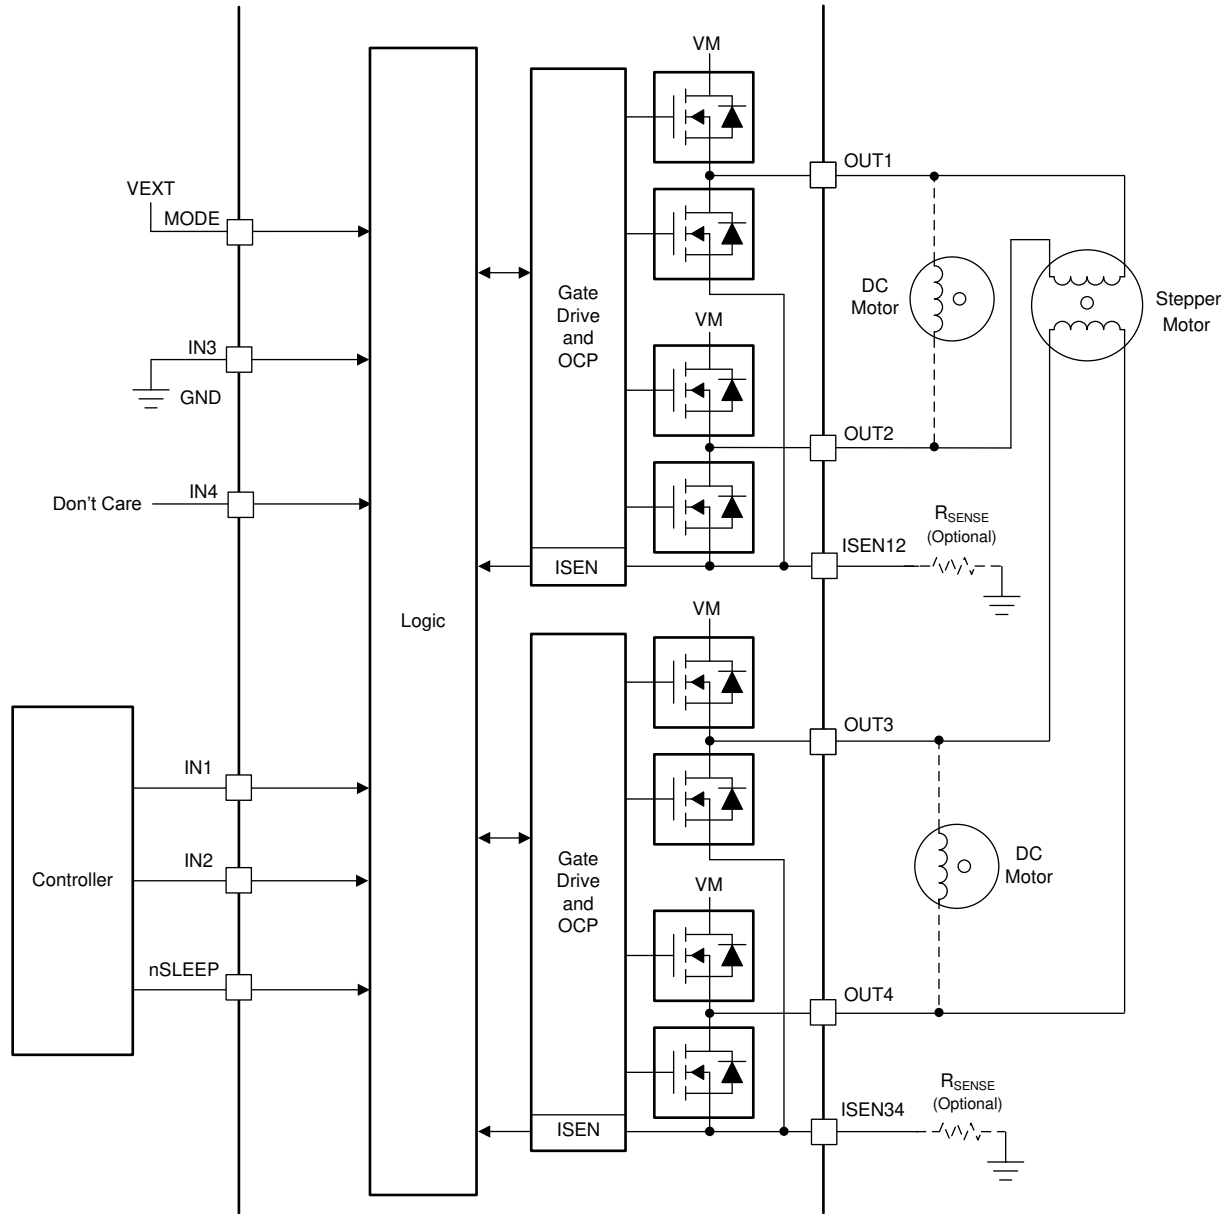 VM
OUT1
VEXT
MODE
DC
Motor
Stepper
Motor
Gate
Drive
and
OCP
VM
IN3
GND
OUT2
IN4
Don't Care
RSENSE
(Optional)
ISEN12
ISEN
VM
Logic
OUT3
IN1
Gate
Drive
and
OCP
DC
Motor
IN2
Controller
VM
nSLEEP
OUT4
RSENSE
(Optional)
ISEN34
ISEN